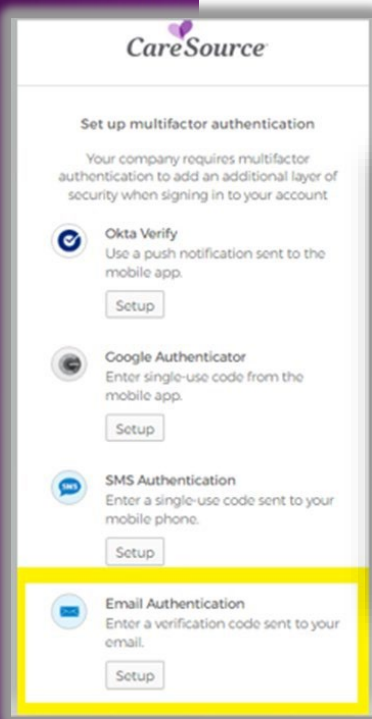 CareSource
Set up multifactor authentication
Your company requires multifactor
authentication to add an additional layer of
security when signing in to your account
Okta Verify
Use a push notification sent to the
mobile app.
Setup
Google Authenticator
Enter single-use code from the
mobile app.
Setup
SMS
SMS Authentication
Enter a single-use code sent to your
mobile phone.
Setup
Email Authentication
Enter a verification code sent to your
email.
Setup